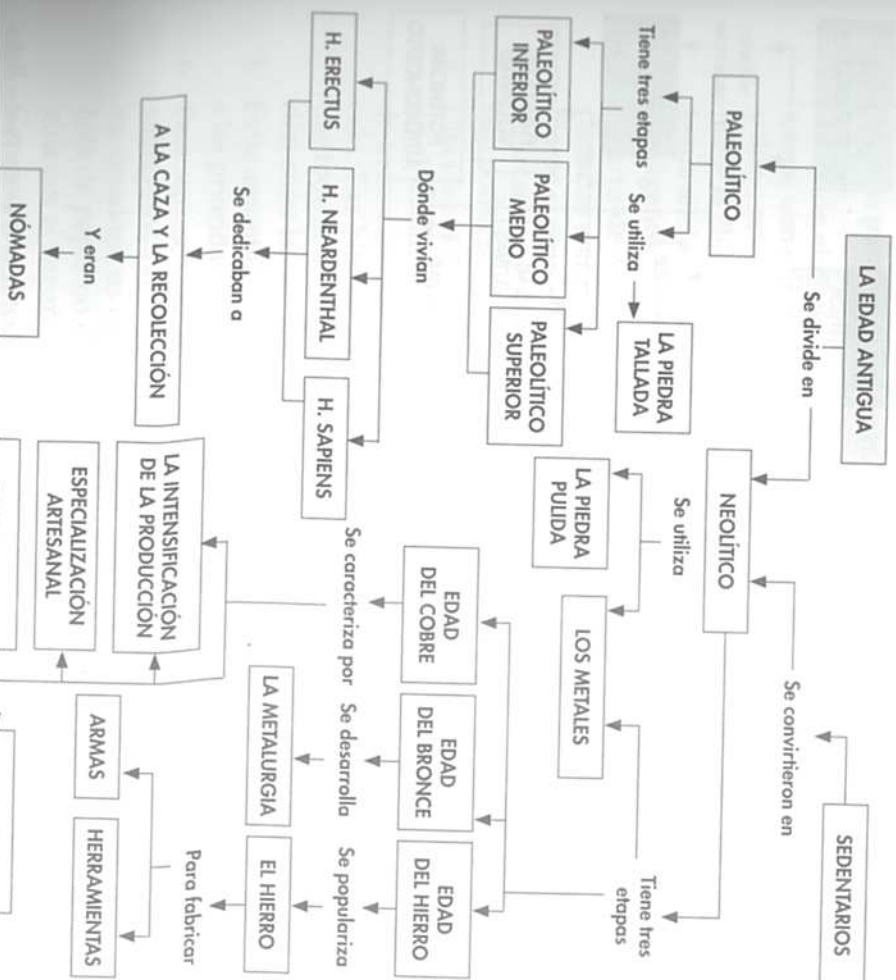 LA EDAD ANTIGUA
Se divide en
PALEOLÍTICO
Tiene tres etapas
Se utiliza
LA PIEDRA
TALLADA
PALEOLÍTICO
INFERIOR
PALEOLÍTICO
MEDIO
PALEOLÍTICO
SUPERIOR
Dónde vivían
H. ERECTUS
H. NEARDENTHAL
H. SAPIENS
Se dedicaban a
A LA CAZA Y LA RECOLECCIÓN
Y eran
NÓMADAS
SEDENTARIOS
Se convirtieron en
NEOLÍTICO
Se utiliza
LA PIEDRA
PULIDA
LOS METALES
Tiene tres
etapas
EDAD
DEL COBRE
EDAD
DEL BRONCE
EDAD
DEL HIERRO
Se caracteriza por
Se desarrolla
Se populariza
LA INTENSIFICACIÓN
DE LA PRODUCCIÓN
LA METALURGIA
EL HIERRO
ESPECIALIZACIÓN
ARTESANAL
Para fabricar
ARMAS
HERRAMIENTAS